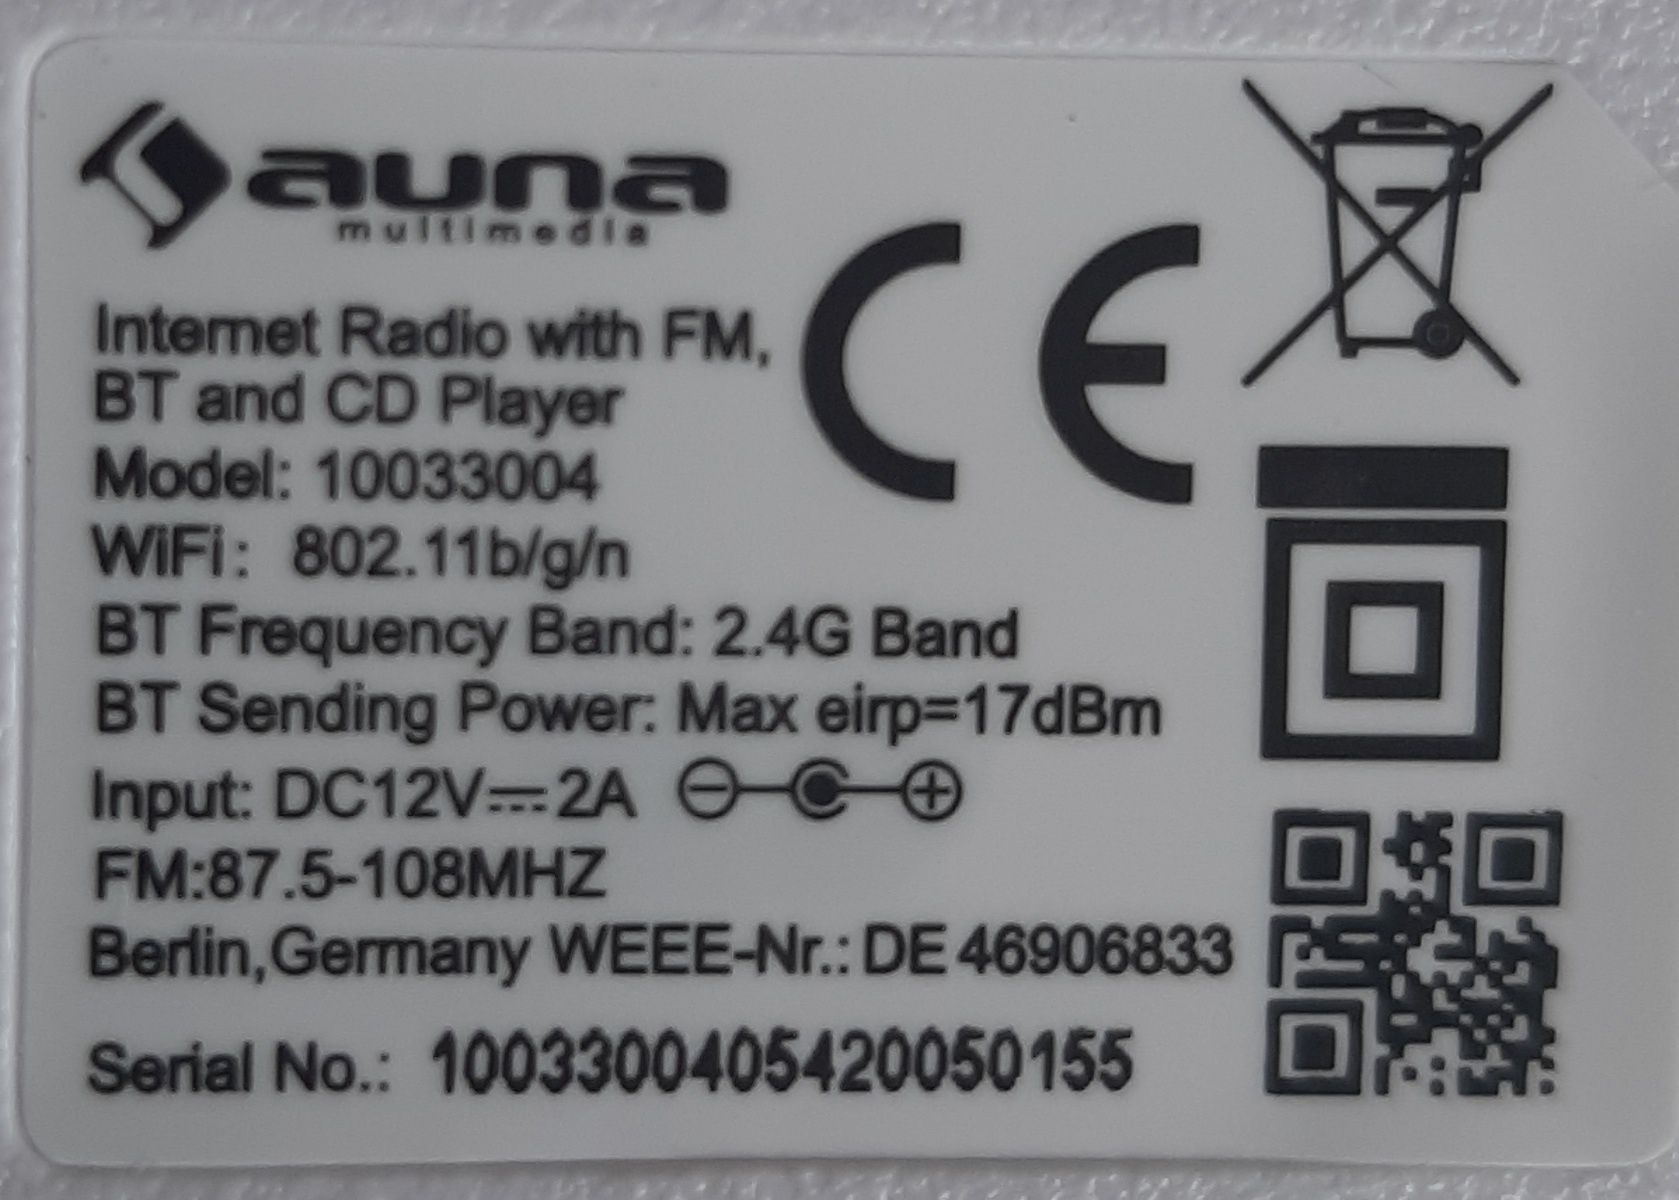 auna
multimedia
Internet Radio with FM,
BT and CD Player
Model: 10033004
WiFi: 802.11b/g/n
BT Frequency Band: 2.4G Band
BT Sending Power: Max eirp=17dBm
Input: DC12V⎓2A
FM:87.5-108MHZ
Berlin,Germany WEEE-Nr.: DE 46906833
Serial No.: 1003300405420050155
CE